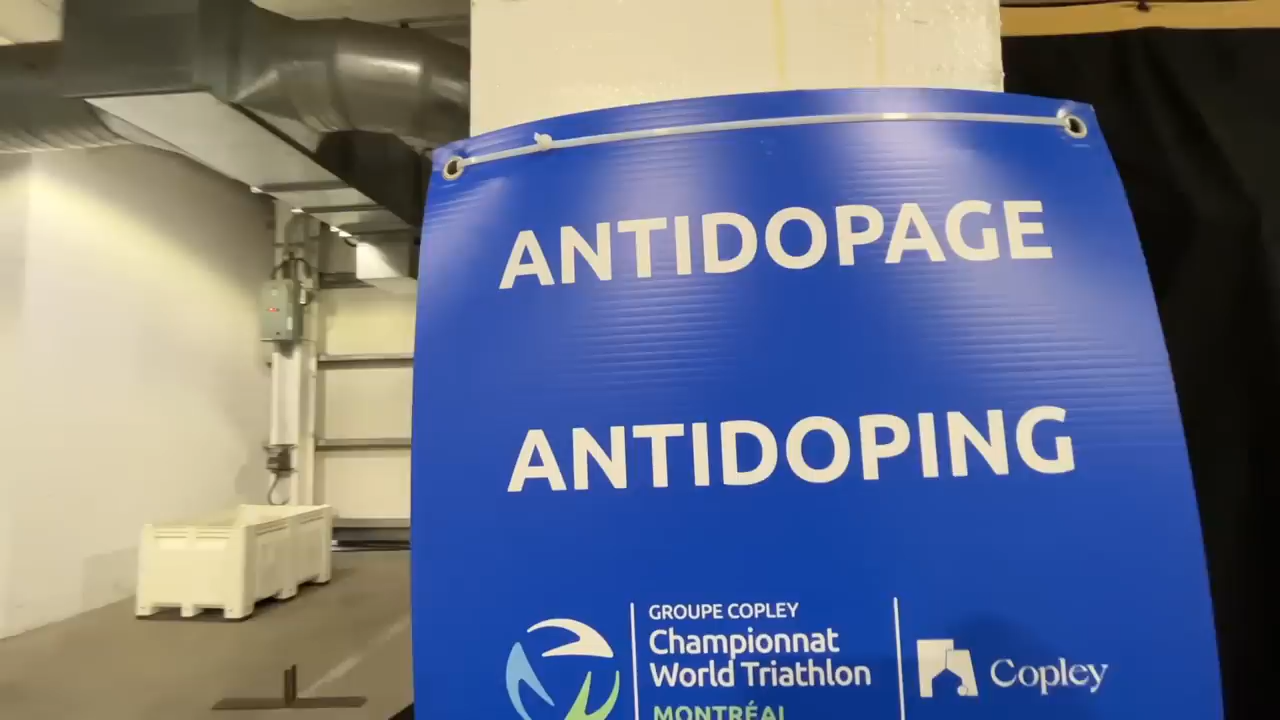 ANTIDOPAGE
ANTIDOPING
GROUPE COPLEY
Championnat
World Triathlon
MONTRÉAL
Copley